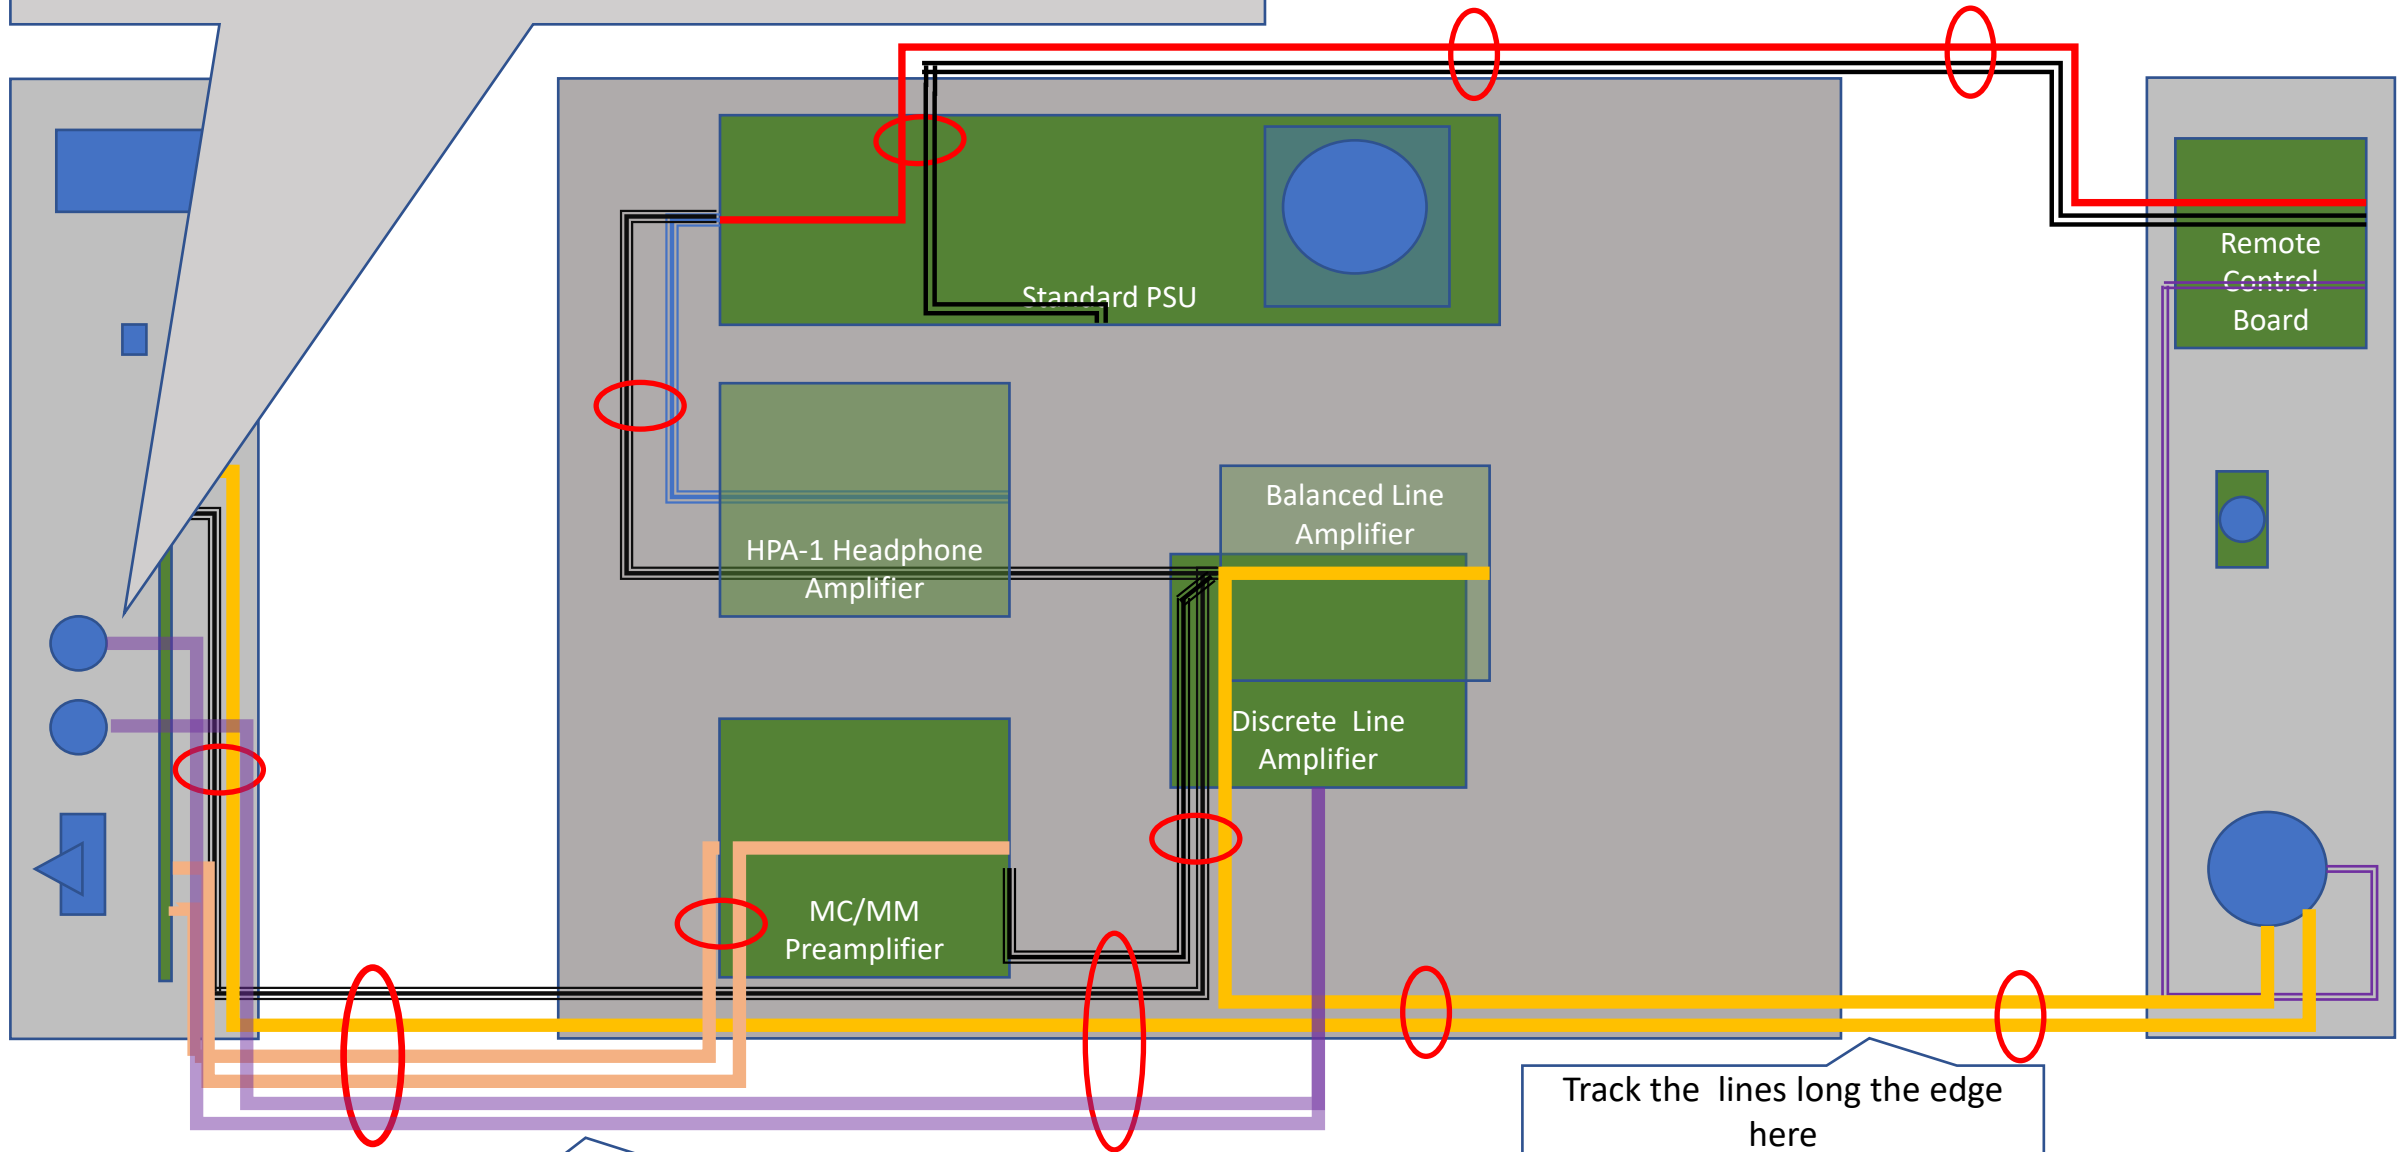 Remote
Control
Board
Standard PSU
Balanced Line
Amplifier
HPA-1 Headphone
Amplifier
Discrete  Line
Amplifier
MC/MM
Preamplifier
Track the  lines long the edge
here